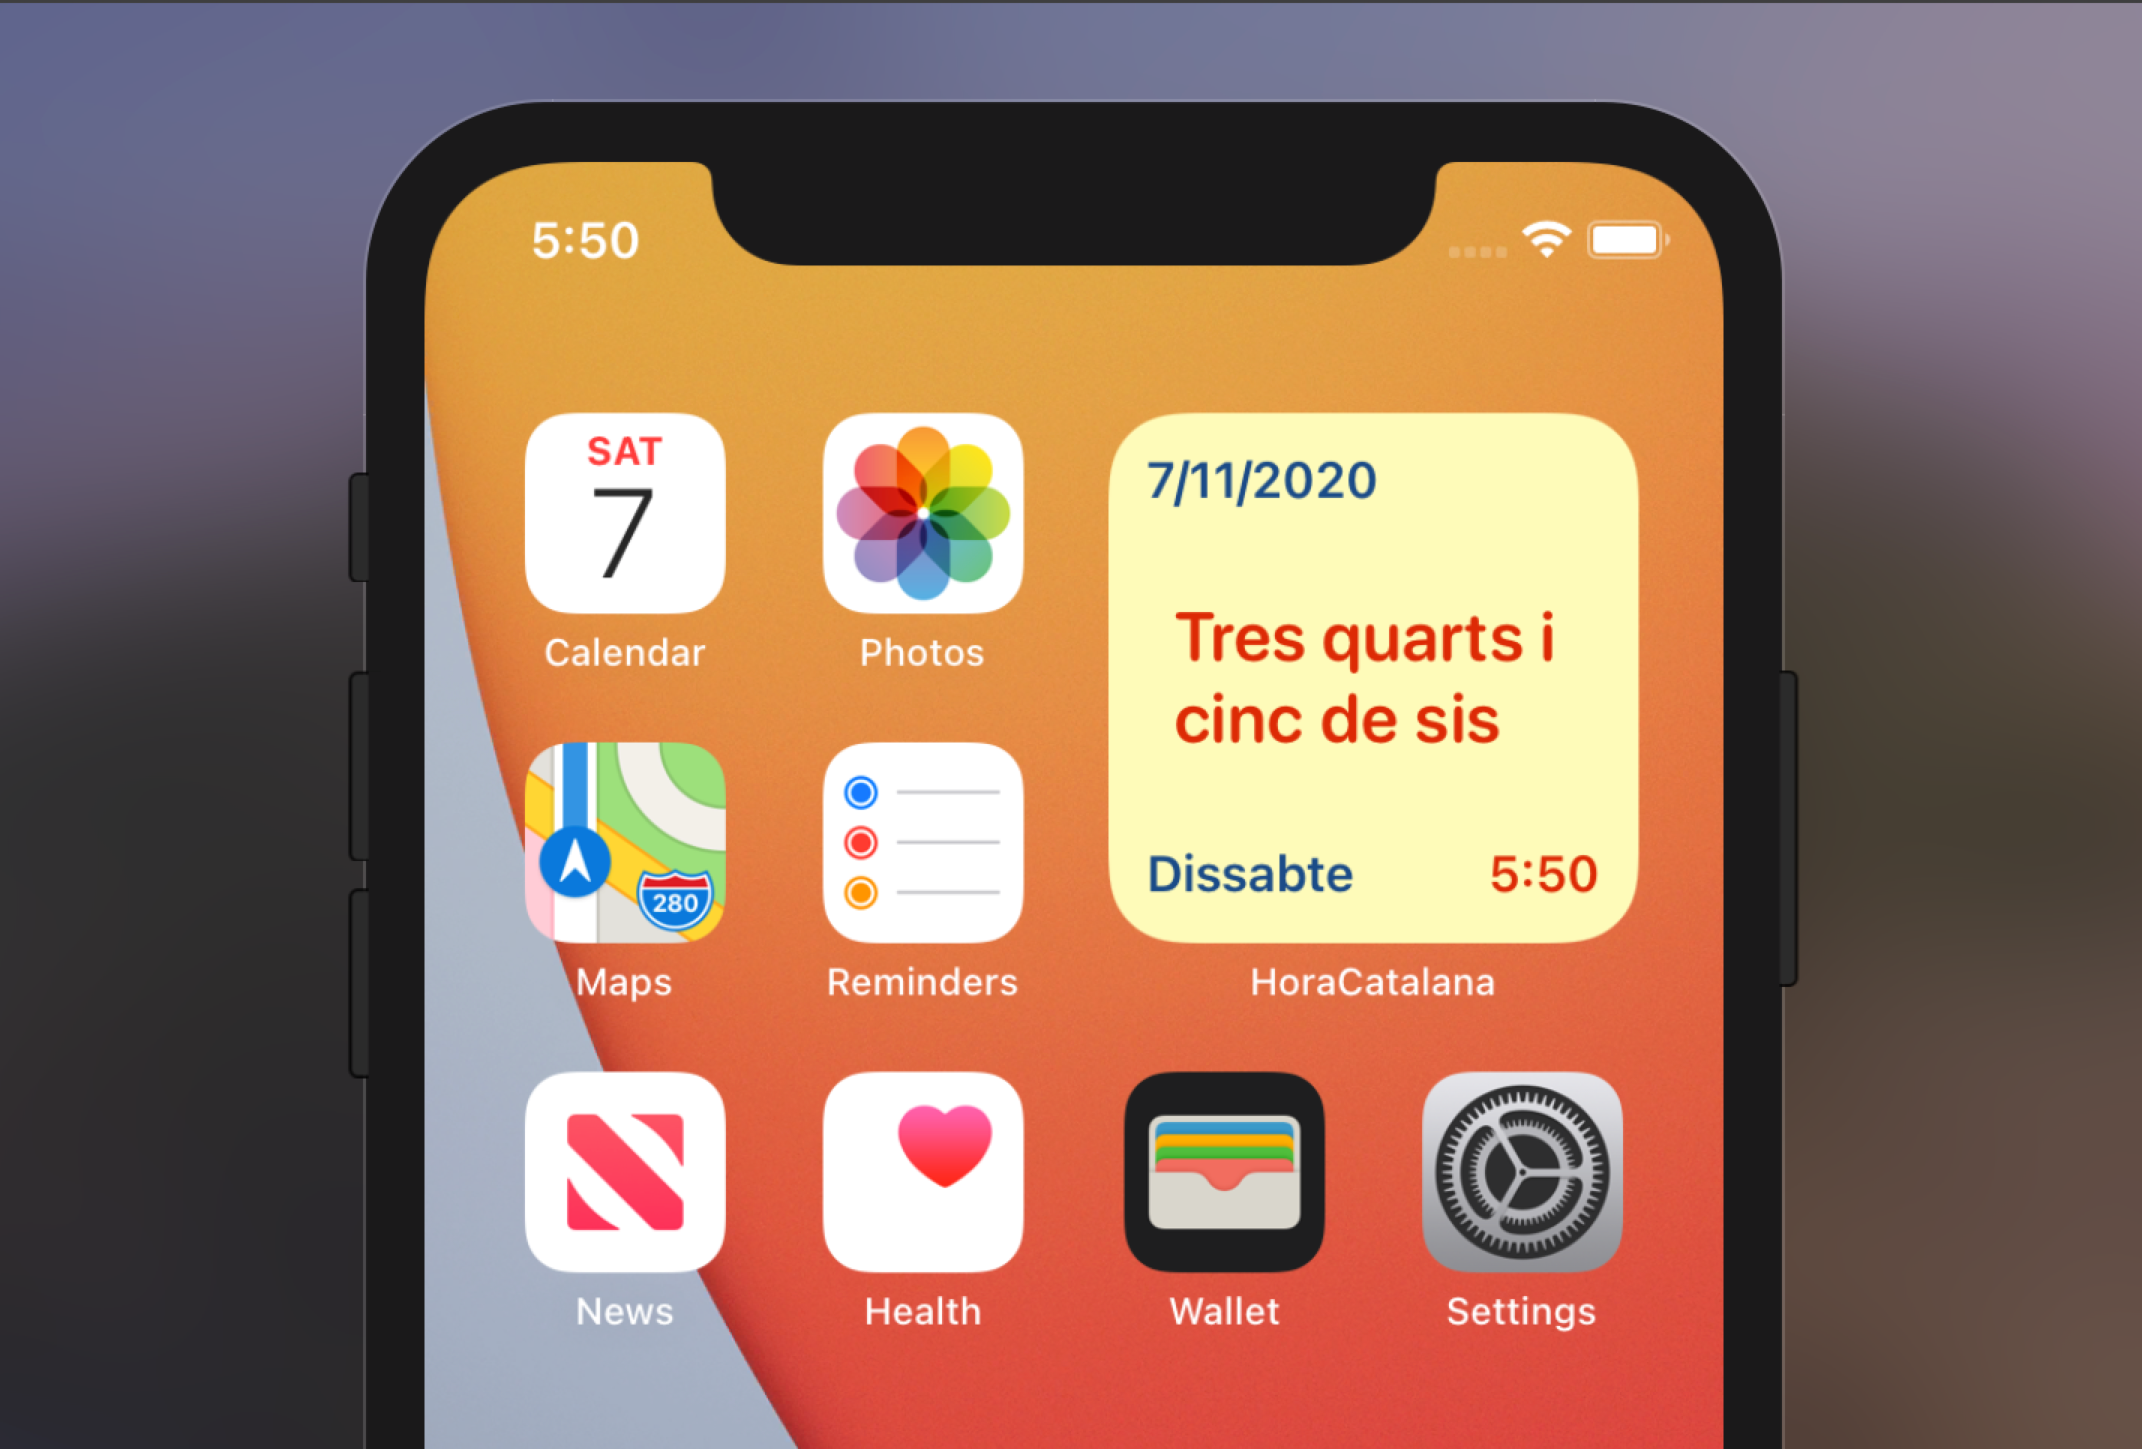 5:50
SAT
7
Calendar
Photos
7/11/2020
Tres quarts i
cinc de sis
Dissabte 5:50
280
Maps
Reminders
HoraCatalana
News
Health
Wallet
Settings